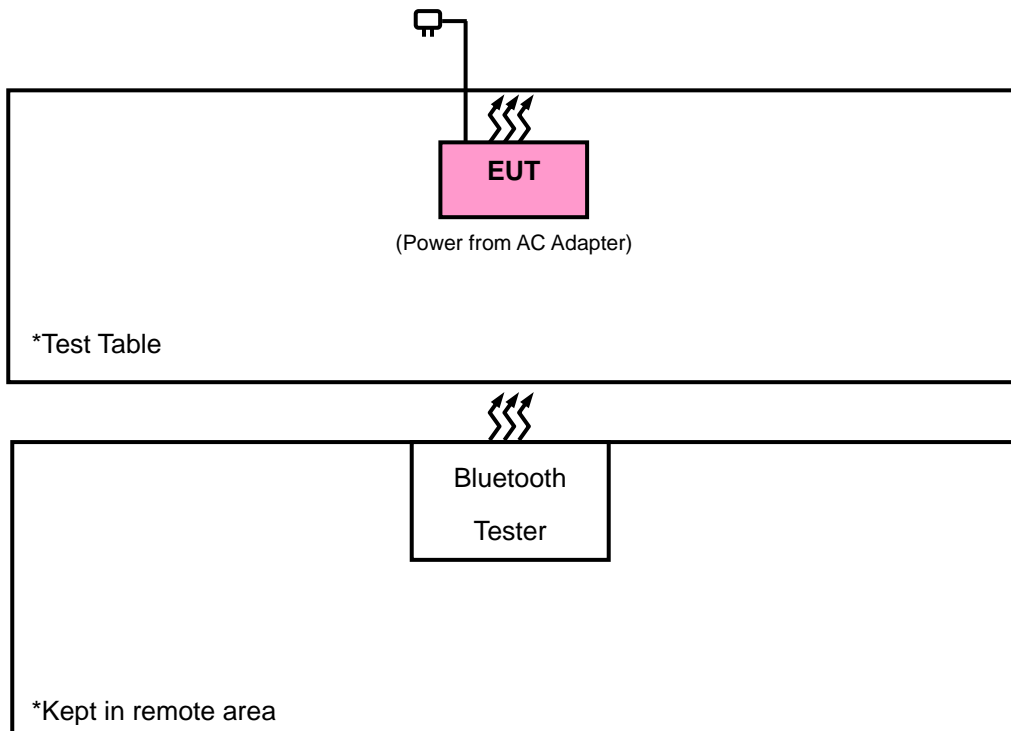 EUT
(Power from AC Adapter)
*Test Table
Bluetooth
Tester
*Kept in remote area